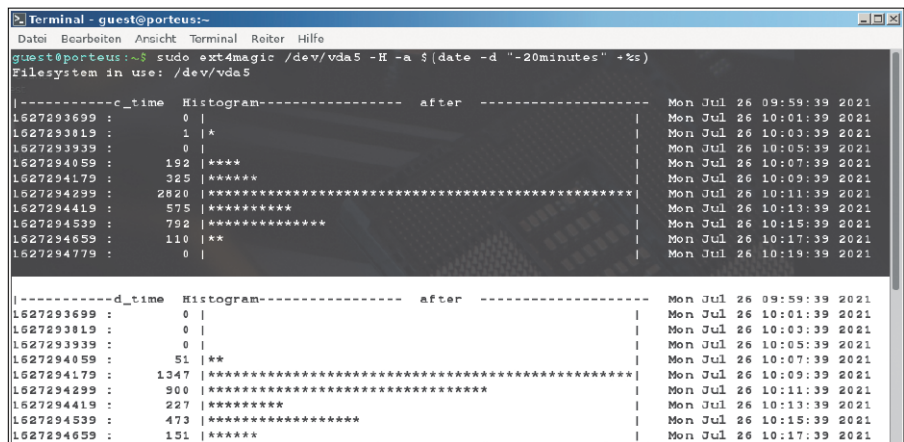 Terminal - guest@porteus:~
Datei Bearbeiten Ansicht Terminal Reiter Hilfe
guest@porteus:~$ sudo ext4magic /dev/vda5 -H -a $(date -d "-20minutes" +%s)
Filesystem in use: /dev/vda5
|-----------c_time  Histogram-----------------  after  --------------------  Mon Jul 26 09:59:39 2021
1627293699 :        0 |                                                  |   Mon Jul 26 10:01:39 2021
1627293819 :        1 |*                                                 |   Mon Jul 26 10:03:39 2021
1627293939 :        0 |                                                  |   Mon Jul 26 10:05:39 2021
1627294059 :      192 |****                                              |   Mon Jul 26 10:07:39 2021
1627294179 :      325 |******                                            |   Mon Jul 26 10:09:39 2021
1627294299 :     2820 |**************************************************|   Mon Jul 26 10:11:39 2021
1627294419 :      575 |**********                                        |   Mon Jul 26 10:13:39 2021
1627294539 :      792 |**************                                    |   Mon Jul 26 10:15:39 2021
1627294659 :      110 |**                                                |   Mon Jul 26 10:17:39 2021
1627294779 :        0 |                                                  |   Mon Jul 26 10:19:39 2021
|-----------d_time  Histogram-----------------  after  --------------------  Mon Jul 26 09:59:39 2021
1627293699 :        0 |                                                  |   Mon Jul 26 10:01:39 2021
1627293819 :        0 |                                                  |   Mon Jul 26 10:03:39 2021
1627293939 :        0 |                                                  |   Mon Jul 26 10:05:39 2021
1627294059 :       51 |**                                                |   Mon Jul 26 10:07:39 2021
1627294179 :     1347 |**************************************************|   Mon Jul 26 10:09:39 2021
1627294299 :      900 |*********************************                 |   Mon Jul 26 10:11:39 2021
1627294419 :      227 |*********                                         |   Mon Jul 26 10:13:39 2021
1627294539 :      473 |******************                                |   Mon Jul 26 10:15:39 2021
1627294659 :      151 |******                                            |   Mon Jul 26 10:17:39 2021